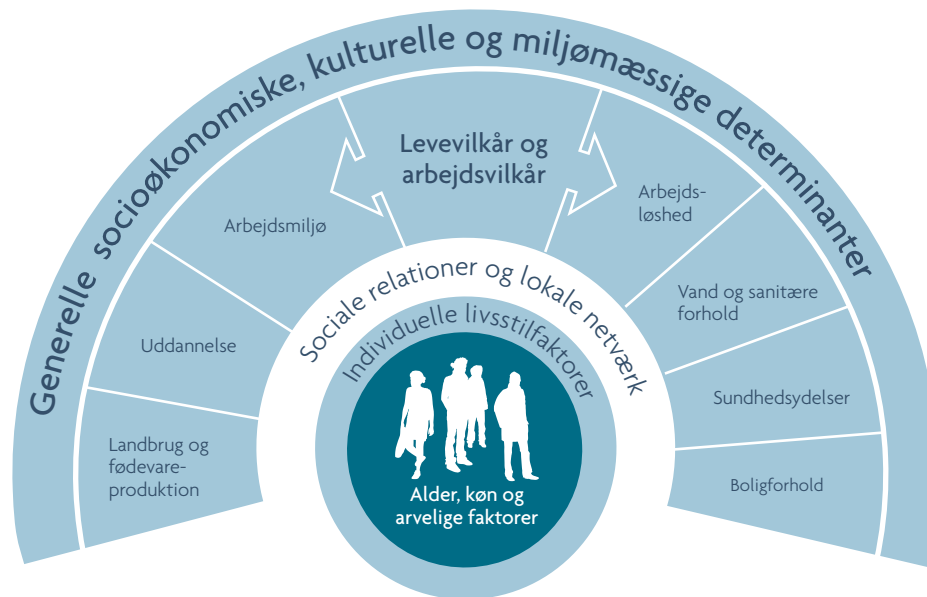 Generelle socioøkonomiske, kulturelle og miljømæssige determinanter
Levevilkår og
arbejdsvilkår
Arbejdsmiljø
Arbejds-
løshed
Uddannelse
Vand og sanitære
forhold
Landbrug og
fødevare-
produktion
Sundhedsydelser
Boligforhold
Sociale relationer og lokale netværk
Individuelle livsstilfaktorer
Alder, køn og
arvelige faktorer